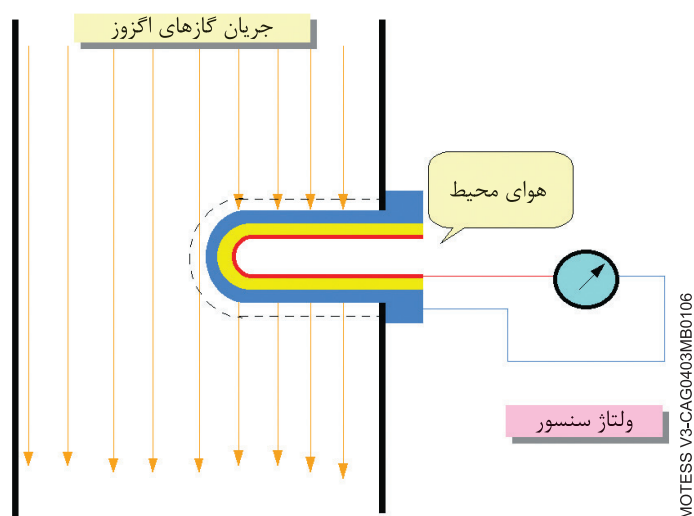 جریان گازهای اگزوز
هوای محیط
ولتاژ سنسور
MOTESS V3-CAG0403MB0106